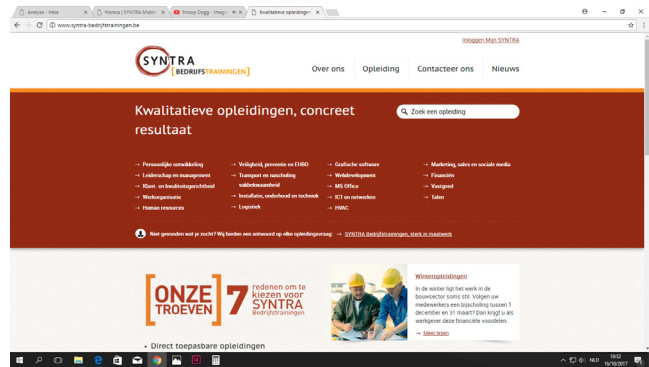 Analyse - Inkoo
Horeca | SYNTRA Midden
Snoop Dogg - Imagi
Kwalitatieve opleidingen
www.syntra-bedrijfstrainingen.be
Inloggen Mijn SYNTRA
SYNTRA
[ BEDRIJFSTRAININGEN ]
Over ons
Opleiding
Contacteer ons
Nieuws
Kwalitatieve opleidingen, concreet
resultaat
Zoek een opleiding
→ Persoonlijke ontwikkeling
→ Leiderschap en management
→ Klant- en kwaliteitsgerichtheid
→ Werkorganisatie
→ Human resources
→ Veiligheid, preventie en EHBO
→ Transport en nascholing
vakbekwaamheid
→ Installatie, onderhoud en techniek
→ Logistiek
→ Grafische software
→ Webdevelopment
→ MS Office
→ ICT en netwerken
→ HVAC
→ Marketing, sales en sociale media
→ Financiën
→ Vastgoed
→ Talen
Niet gevonden wat je zocht? Wij bieden een antwoord op elke opleidingsvraag: → SYNTRA Bedrijfstrainingen, sterk in maatwerk
[ONZE
TROEVEN]
7
redenen om te
kiezen voor
SYNTRA
Bedrijfstrainingen
• Direct toepasbare opleidingen
Winteropleidingen
In de winter ligt het werk in de
bouwsector soms stil. Volgen uw
medewerkers een bijscholing tussen 1
december en 31 maart? Dan krijgt u als
werkgever deze financiële voordelen.
→ Meer lezen
NLD
10:52
16/10/2017